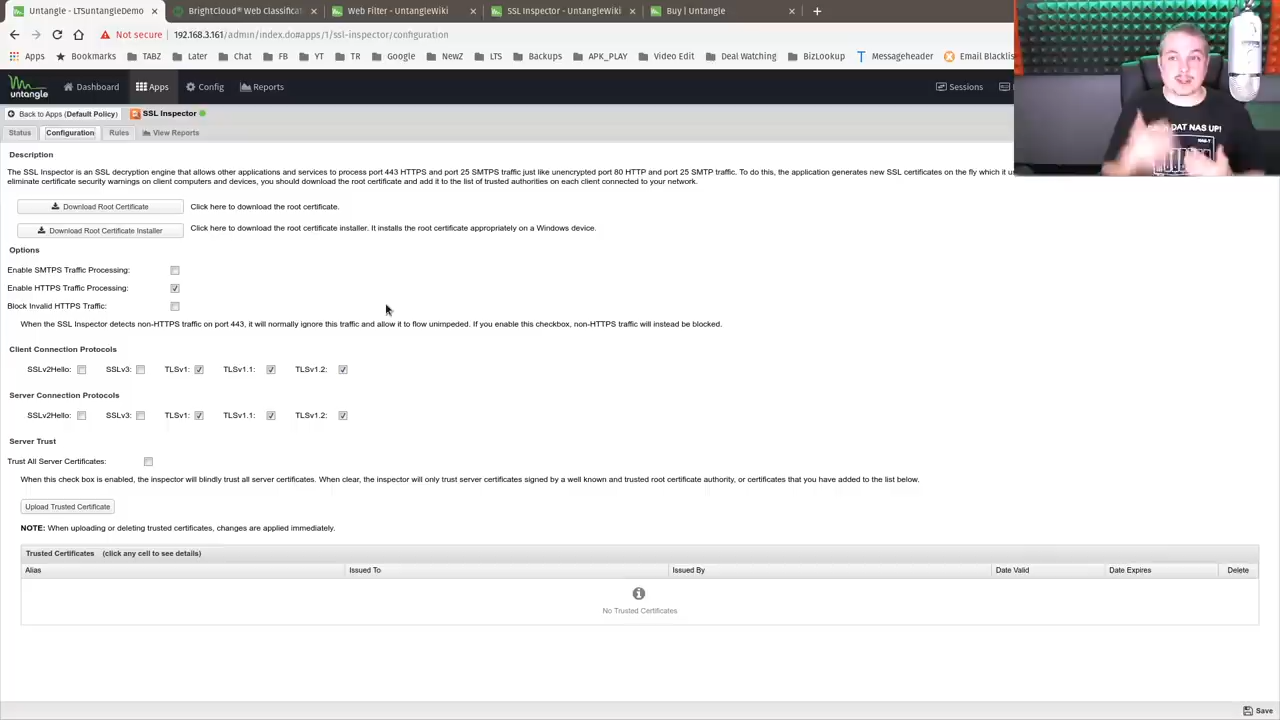 Untangle - LTSuntangleDemo
BrightCloud® Web Classificat
Web Filter - UntangleWiki
SSL Inspector - UntangleWiki
Buy | Untangle
Not secure
192.168.3.161/admin/index.do#apps/1/ssl-inspector/configuration
Apps
Bookmarks
TABZ
Later
Chat
FB
YT
TR
Google
NewZ
LTS
Backups
APK_PLAY
Video Edit
Deal Watching
BizLookup
Messageheader
Email Blacklis
untangle
Dashboard
Apps
Config
Reports
Sessions
Back to Apps (Default Policy)
SSL Inspector
Status
Configuration
Rules
View Reports
DAT NAS UP!
Description
The SSL Inspector is an SSL decryption engine that allows other applications and services to process port 443 HTTPS and port 25 SMTPS traffic just like unencrypted port 80 HTTP and port 25 SMTP traffic. To do this, the application generates new SSL certificates on the fly which it u
eliminate certificate security warnings on client computers and devices, you should download the root certificate and add it to the list of trusted authorities on each client connected to your network.
Download Root Certificate
Click here to download the root certificate.
Download Root Certificate Installer
Click here to download the root certificate installer. It installs the root certificate appropriately on a Windows device.
Options
Enable SMTPS Traffic Processing:
Enable HTTPS Traffic Processing:
Block Invalid HTTPS Traffic:
When the SSL Inspector detects non-HTTPS traffic on port 443, it will normally ignore this traffic and allow it to flow unimpeded. If you enable this checkbox, non-HTTPS traffic will instead be blocked.
Client Connection Protocols
SSLv2Hello:
SSLv3:
TLSv1:
TLSv1.1:
TLSv1.2:
Server Connection Protocols
SSLv2Hello:
SSLv3:
TLSv1:
TLSv1.1:
TLSv1.2:
Server Trust
Trust All Server Certificates:
When this check box is enabled, the inspector will blindly trust all server certificates. When clear, the inspector will only trust server certificates signed by a well known and trusted root certificate authority, or certificates that you have added to the list below.
Upload Trusted Certificate
NOTE: When uploading or deleting trusted certificates, changes are applied immediately.
Trusted Certificates (click any cell to see details)
Alias
Issued To
Issued By
Date Valid
Date Expires
Delete
No Trusted Certificates
Save